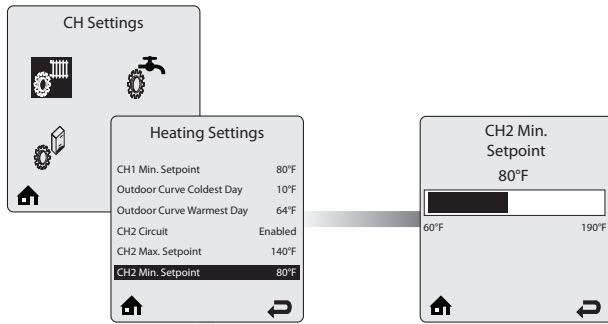 CH Settings
Heating Settings
CH1 Min. Setpoint 80°F
Outdoor Curve Coldest Day 10°F
Outdoor Curve Warmest Day 64°F
CH2 Circuit Enabled
CH2 Max. Setpoint 140°F
CH2 Min. Setpoint 80°F
CH2 Min.
Setpoint
80°F
60°F 190°F